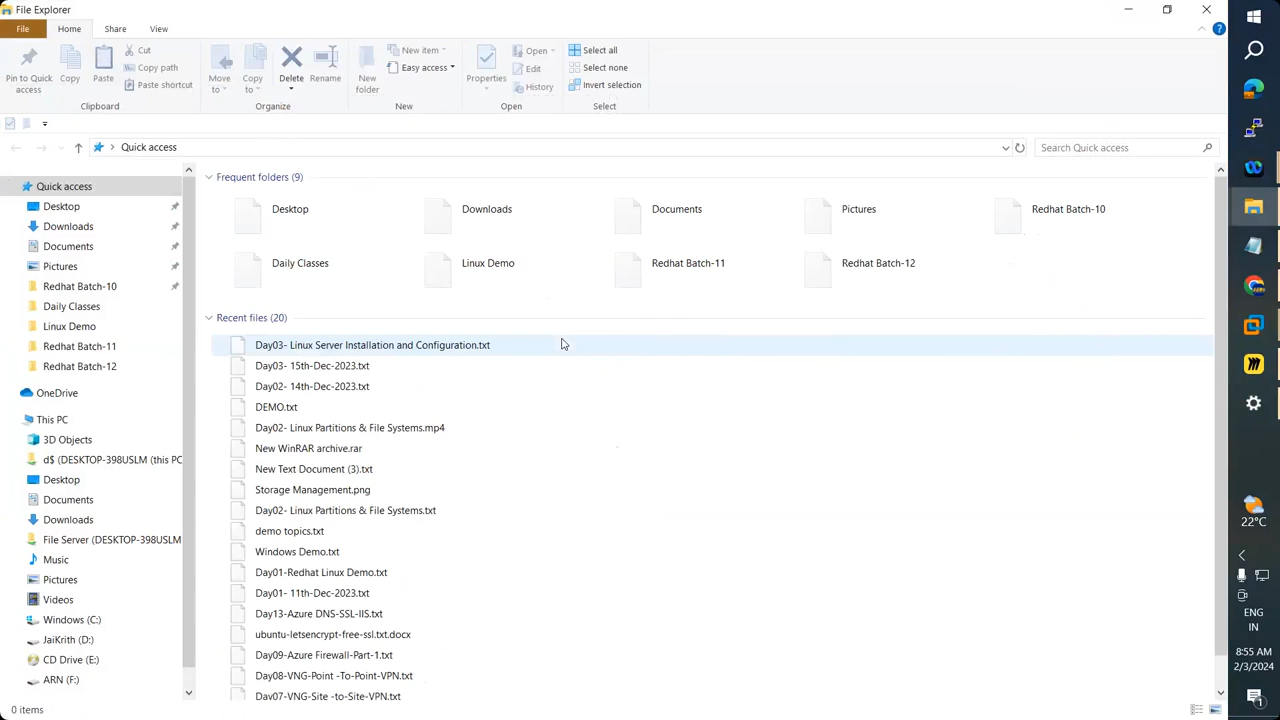 File Explorer
File
Home
Share
View
Pin to Quick access
Copy
Paste
Cut
Copy path
Paste shortcut
Clipboard
Move to
Copy to
Delete
Rename
Organize
New folder
New item
Easy access
New
Properties
Open
Edit
History
Open
Select all
Select none
Invert selection
Select
Quick access
Search Quick access
Quick access
Desktop
Downloads
Documents
Pictures
Redhat Batch-10
Daily Classes
Linux Demo
Redhat Batch-11
Redhat Batch-12
OneDrive
This PC
3D Objects
d$ (DESKTOP-398USLM (this PC
Desktop
Documents
Downloads
File Server (DESKTOP-398USLM
Music
Pictures
Videos
Windows (C:)
JaiKrith (D:)
CD Drive (E:)
ARN (F:)
Frequent folders (9)
Desktop
Downloads
Documents
Pictures
Redhat Batch-10
Daily Classes
Linux Demo
Redhat Batch-11
Redhat Batch-12
Recent files (20)
Day03- Linux Server Installation and Configuration.txt
Day03- 15th-Dec-2023.txt
Day02- 14th-Dec-2023.txt
DEMO.txt
Day02- Linux Partitions & File Systems.mp4
New WinRAR archive.rar
New Text Document (3).txt
Storage Management.png
Day02- Linux Partitions & File Systems.txt
demo topics.txt
Windows Demo.txt
Day01-Redhat Linux Demo.txt
Day01- 11th-Dec-2023.txt
Day13-Azure DNS-SSL-IIS.txt
ubuntu-letsencrypt-free-ssl.txt.docx
Day09-Azure Firewall-Part-1.txt
Day08-VNG-Point -To-Point-VPN.txt
Day07-VNG-Site -to-Site-VPN.txt
0 items
22°C
ENG
IN
8:55 AM
2/3/2024
1